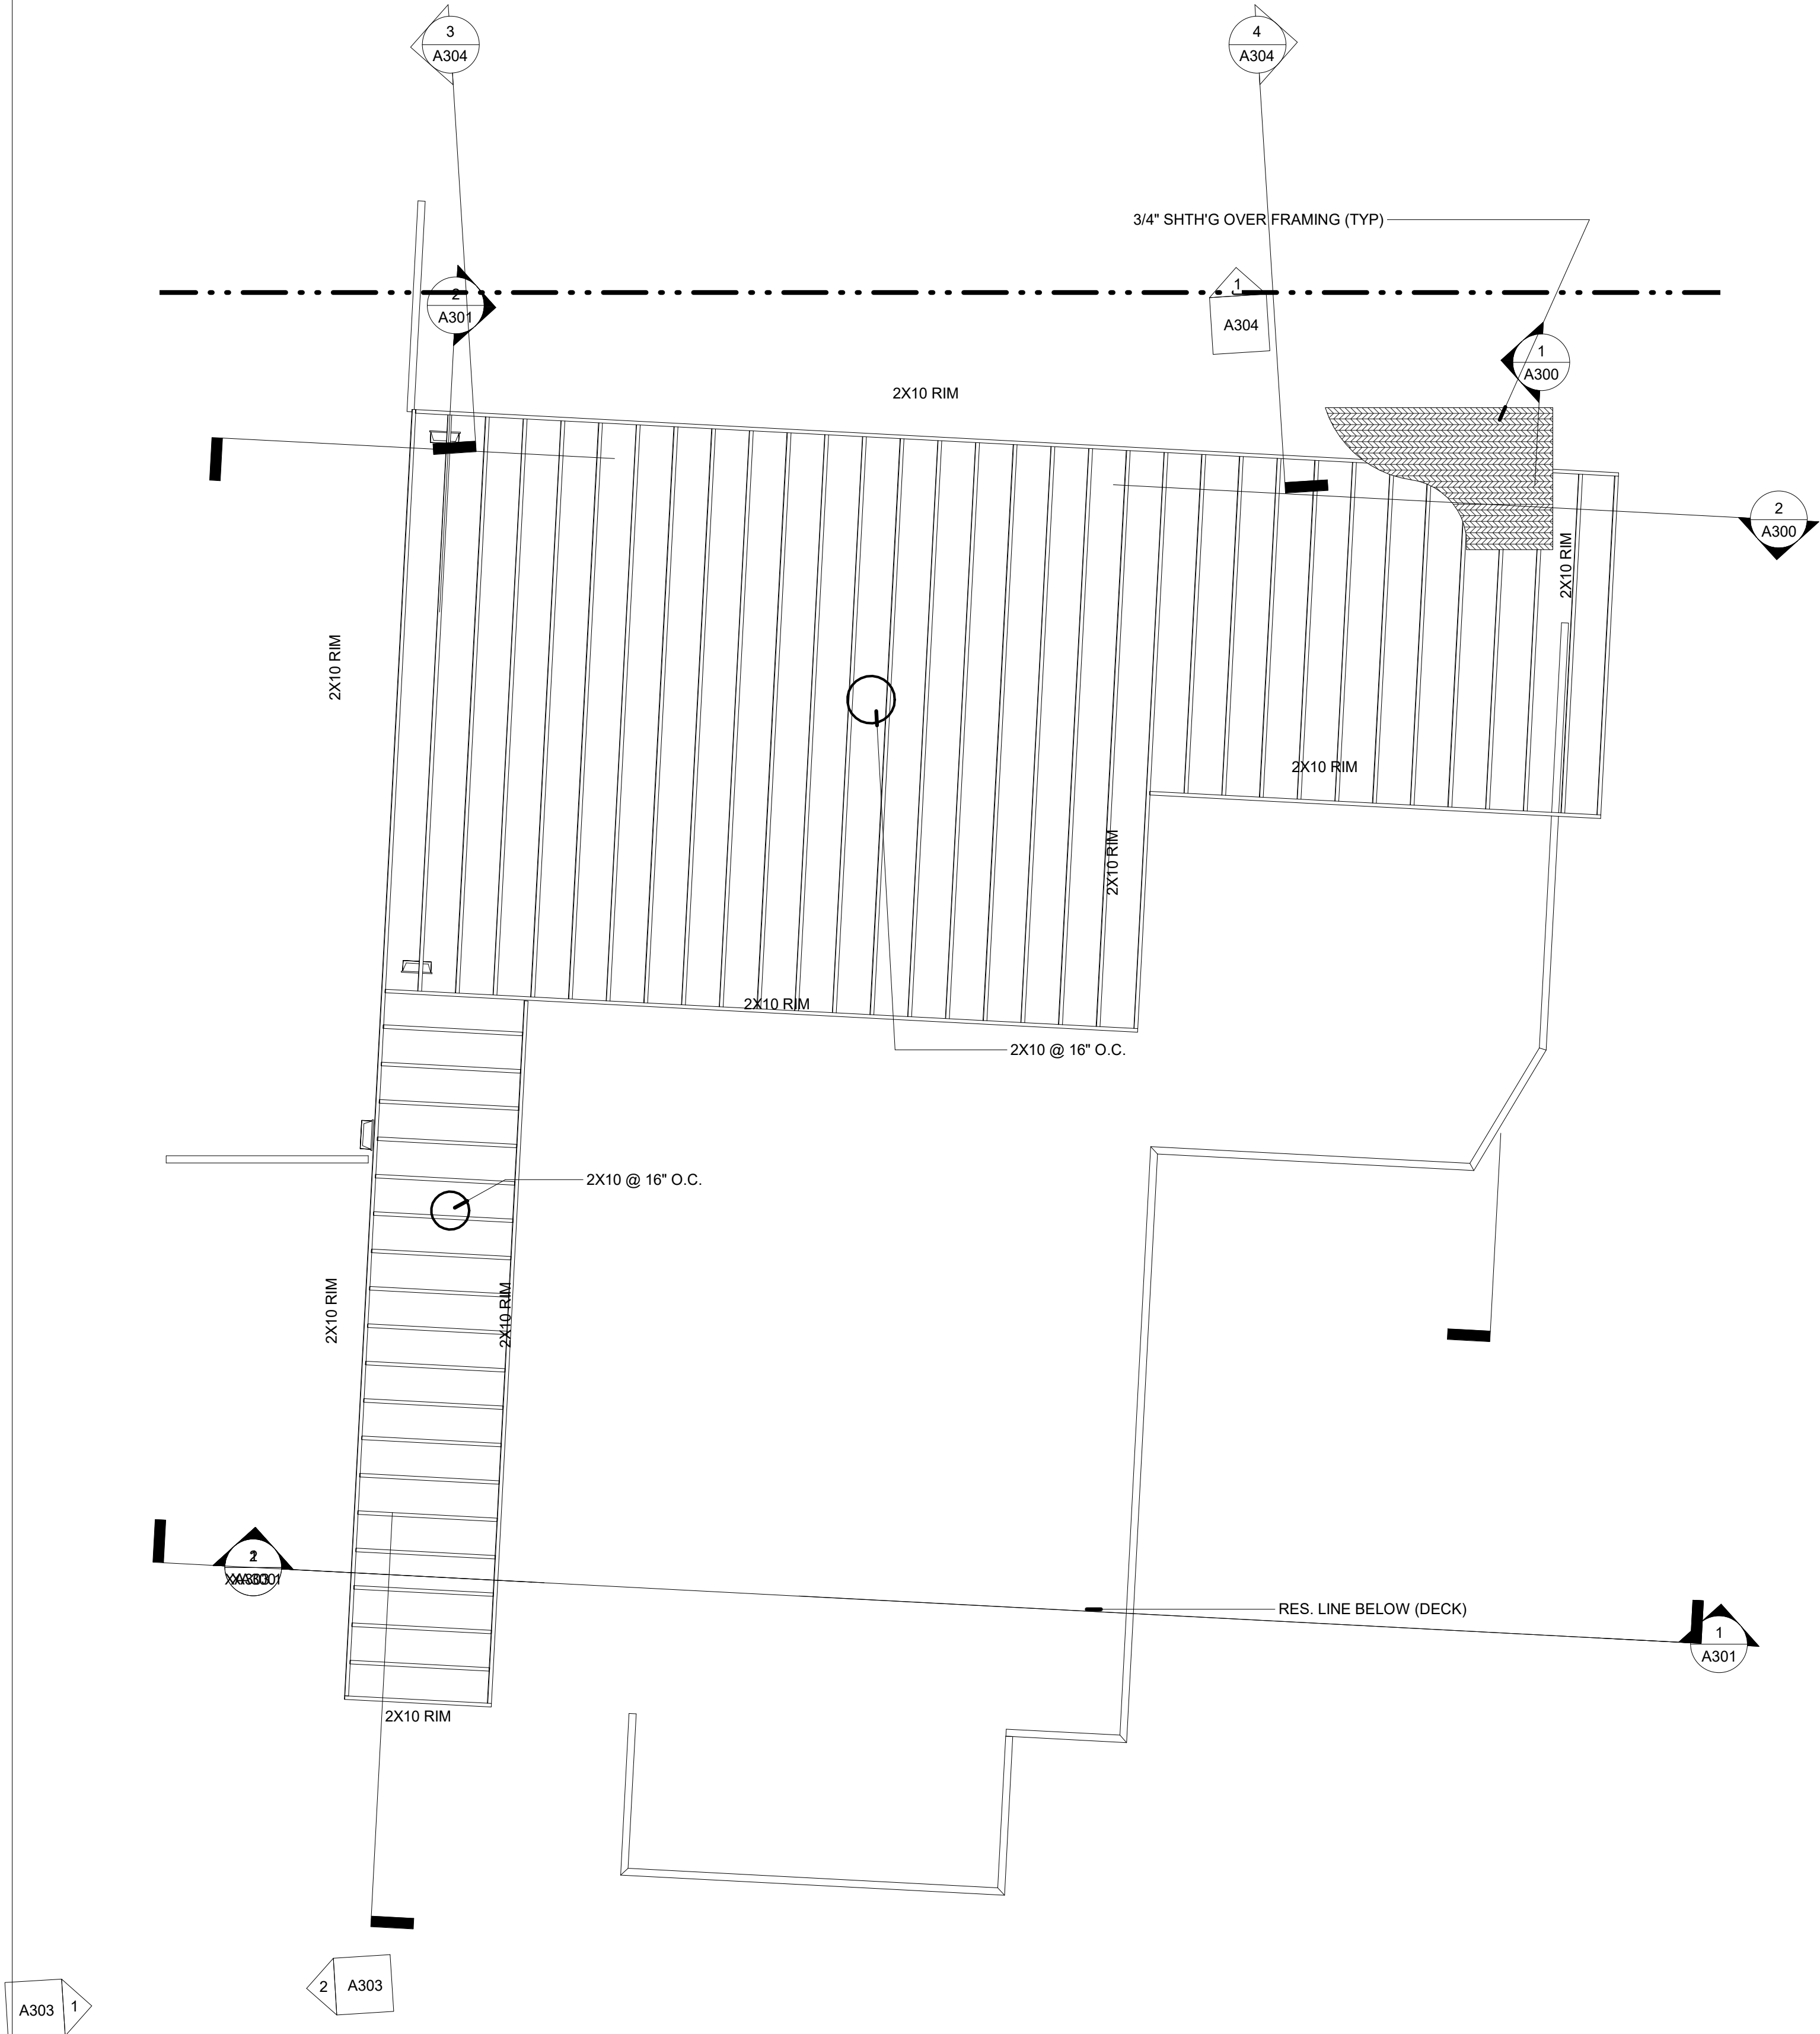 3
A304
4
A304
3/4" SHTH'G OVER FRAMING (TYP)
2
A301
1
A304
1
A300
2X10 RIM
2
A300
2X10 RIM
2X10 RIM
2X10 RIM
2X10 RIM
2X10 RIM
2X10 @ 16" O.C.
2X10 @ 16" O.C.
2X10 RIM
2X10 RIM
RES. LINE BELOW (DECK)
1
A301
2X10 RIM
2
A303
A303
1